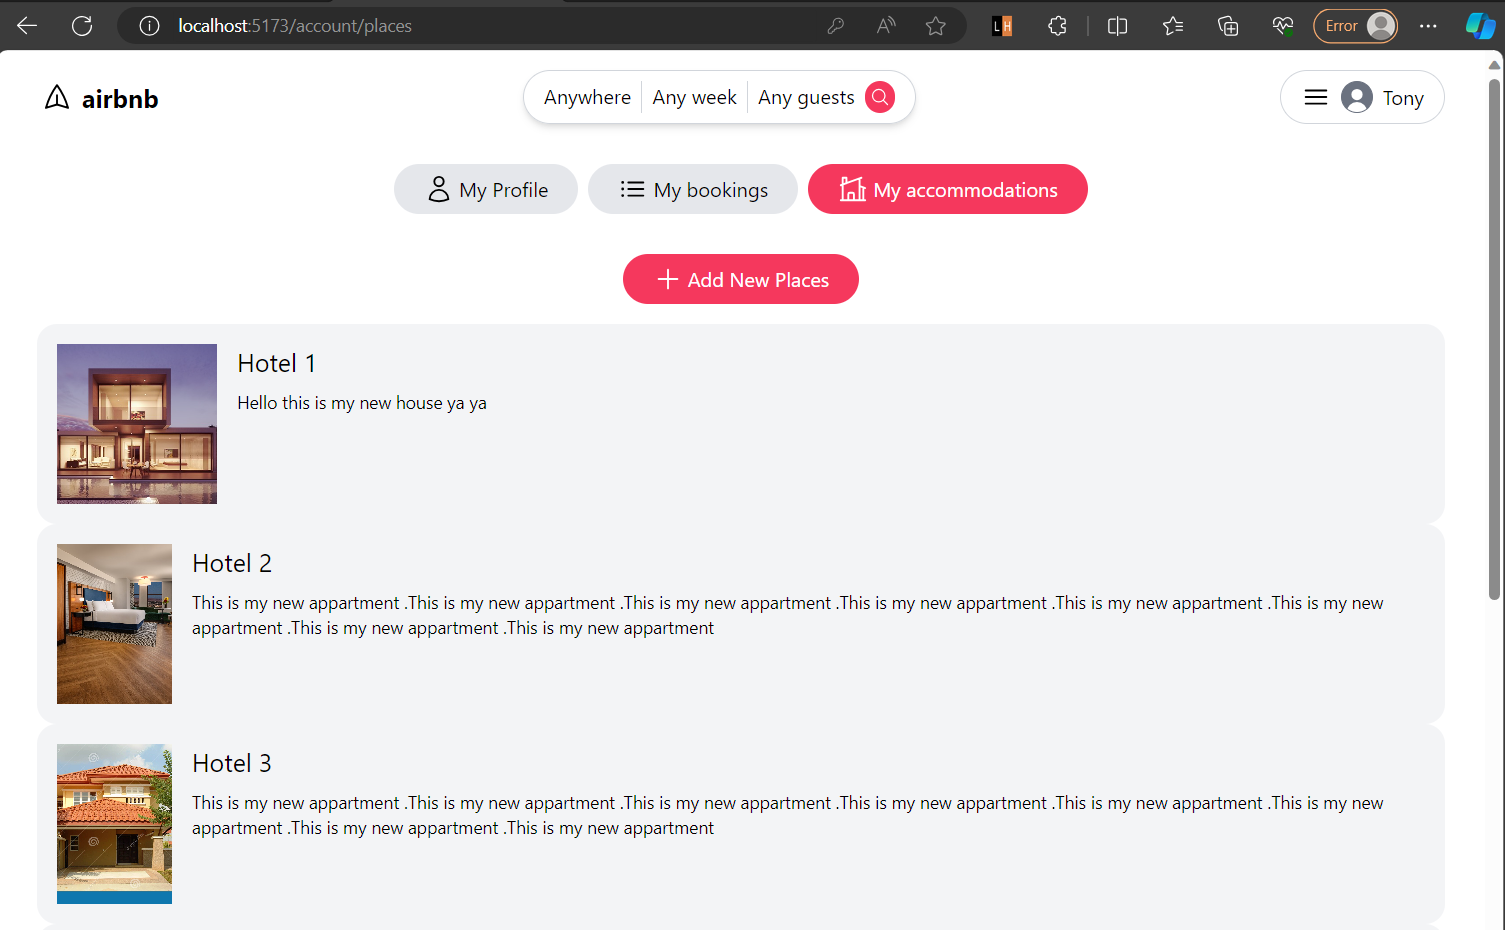 localhost:5173/account/places
Error
L H
airbnb
Anywhere Any week Any guests
Tony
My Profile My bookings My accommodations
Add New Places
Hotel 1
Hello this is my new house ya ya
Hotel 2
This is my new appartment .This is my new appartment .This is my new appartment .This is my new appartment .This is my new appartment .This is my new
appartment .This is my new appartment .This is my new appartment
Hotel 3
This is my new appartment .This is my new appartment .This is my new appartment .This is my new appartment .This is my new appartment .This is my new
appartment .This is my new appartment .This is my new appartment